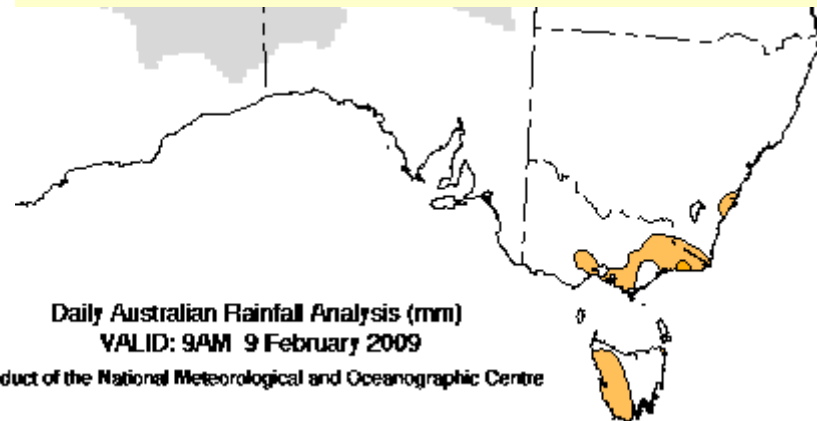 Daily Australian Rainfall Analysis (mm)
VALID: 9AM 9 February 2009
duct of the National Meteorological and Oceanographic Centre